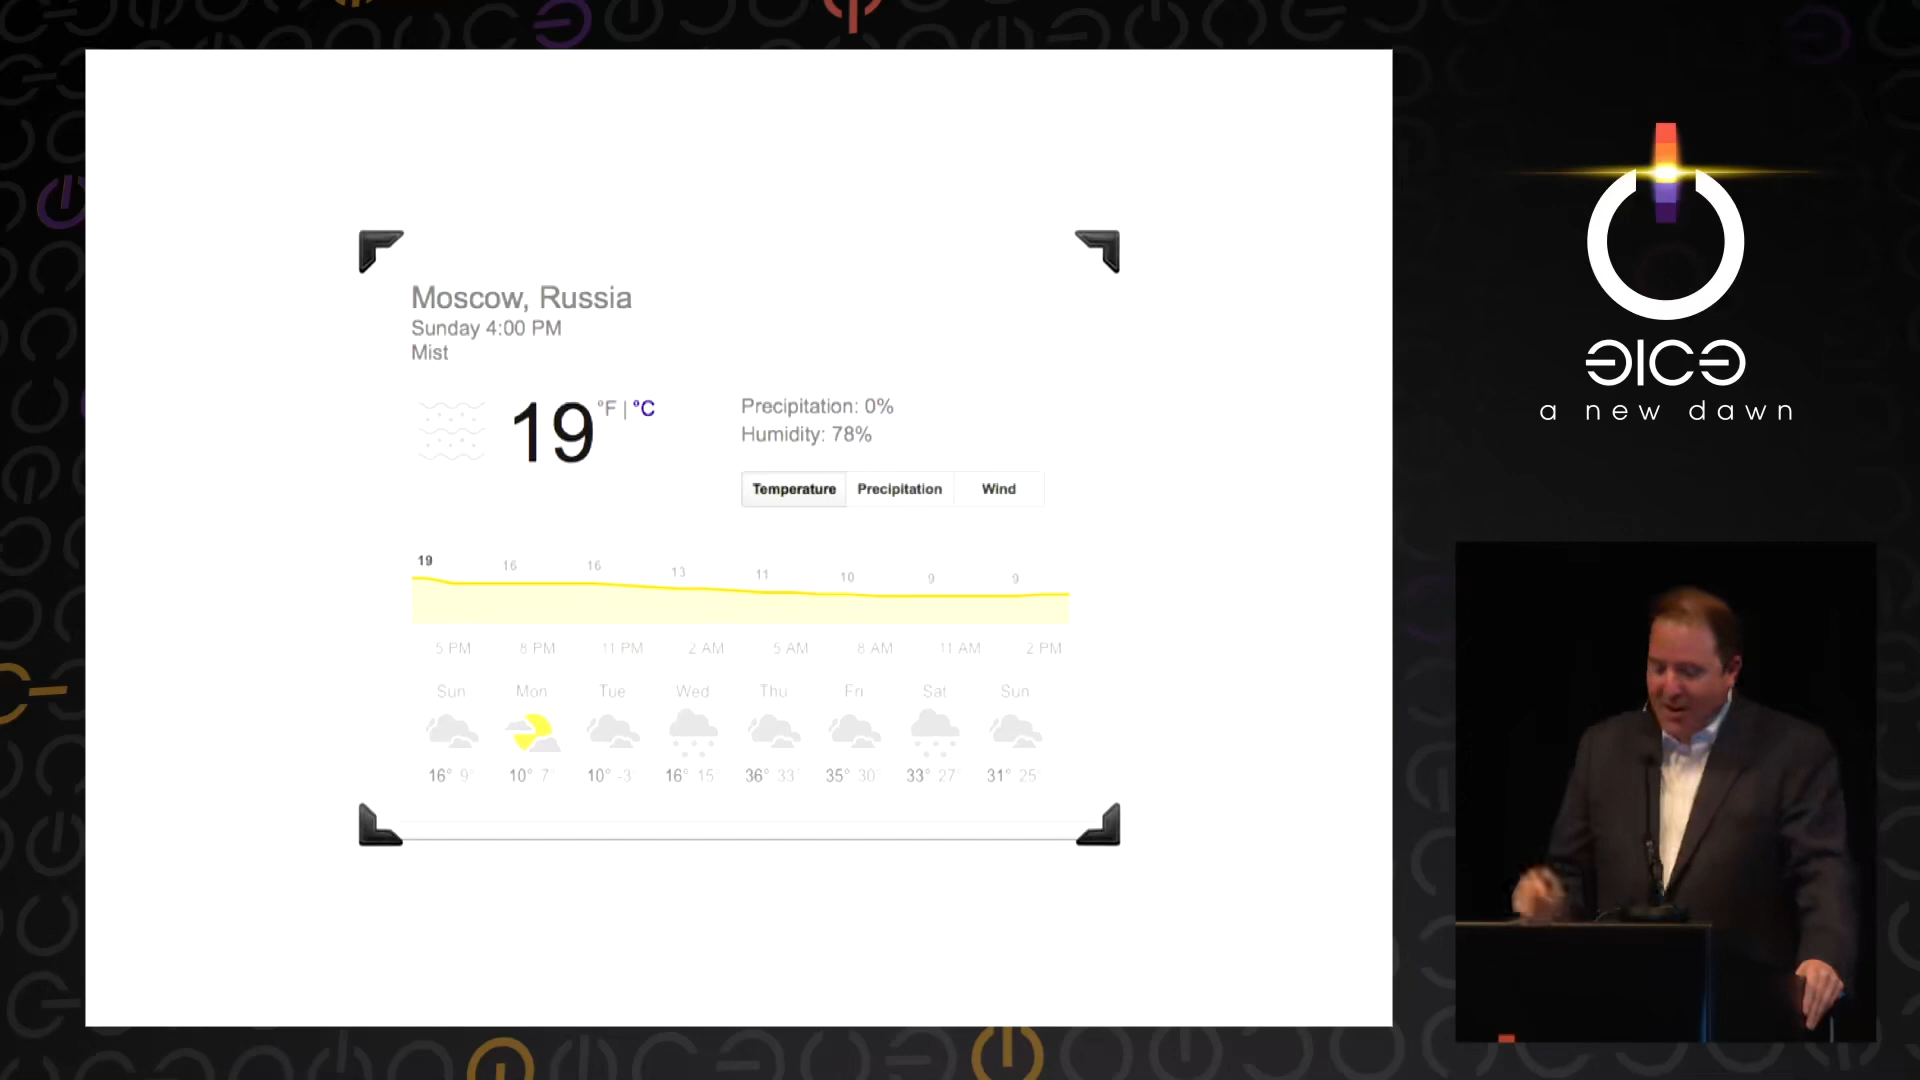 Moscow, Russia
Sunday 4:00 PM
Mist
19 °F | °C
Precipitation: 0%
Humidity: 78%
Temperature Precipitation Wind
19 16 16 13 11 10 9 9
5 PM 8 PM 11 PM 2 AM 5 AM 8 AM 11 AM 2 PM
Sun Mon Tue Wed Thu Fri Sat Sun
16° 9° 10° 7° 10° -3° 16° 15° 36° 33° 35° 30° 33° 27° 31° 25°
a new dawn